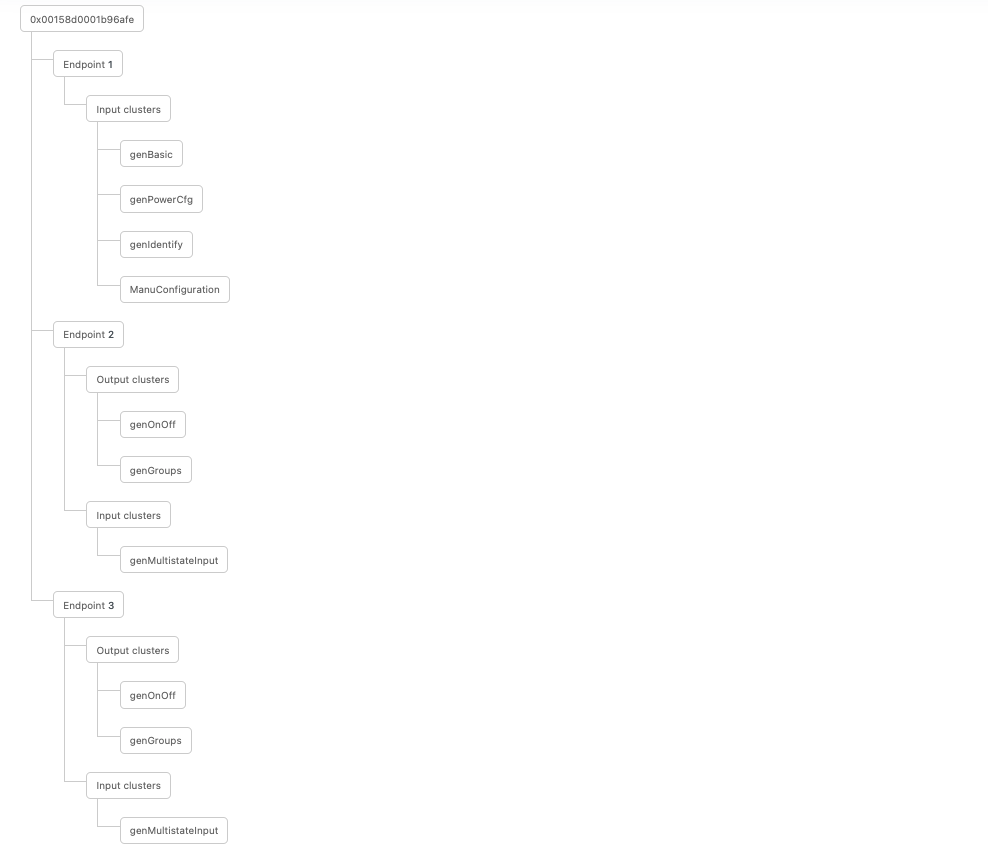 0x00158d0001b96afe
Endpoint 1
Input clusters
genBasic
genPowerCfg
genIdentify
ManuConfiguration
Endpoint 2
Output clusters
genOnOff
genGroups
Input clusters
genMultistateInput
Endpoint 3
Output clusters
genOnOff
genGroups
Input clusters
genMultistateInput